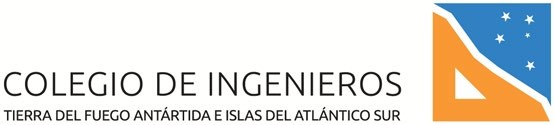 COLEGIO DE INGENIEROS
TIERRA DEL FUEGO ANTÁRTIDA E ISLAS DEL ATLÁNTICO SUR